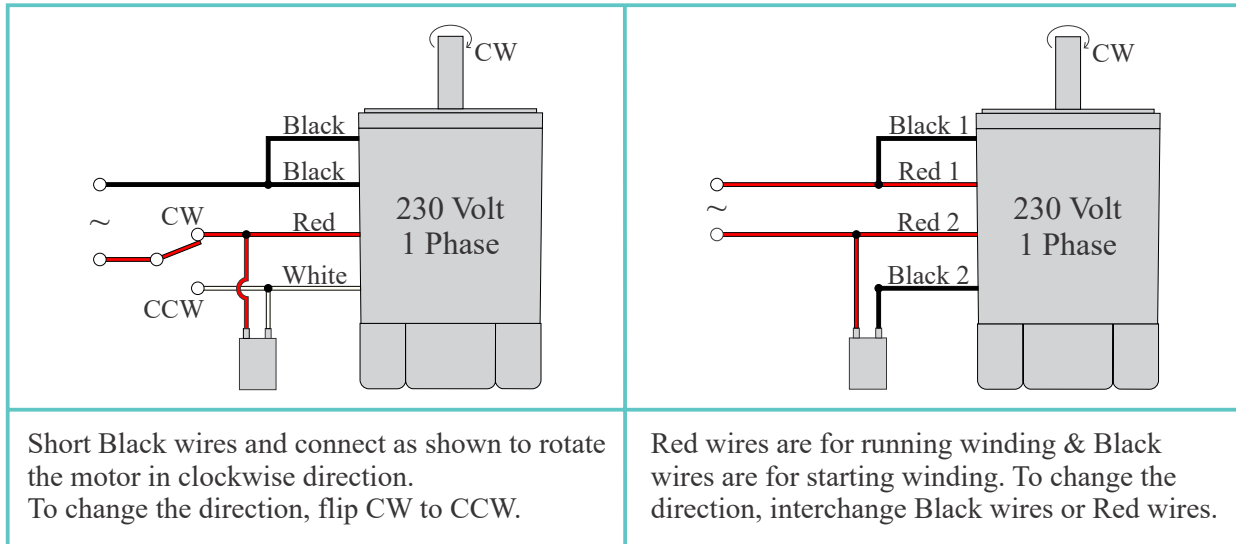 CW
Black
Black
~
CW
Red
CCW
White
230 Volt
1 Phase
Short Black wires and connect as shown to rotate
the motor in clockwise direction.
To change the direction, flip CW to CCW.
CW
Black 1
Red 1
~
Red 2
Black 2
230 Volt
1 Phase
Red wires are for running winding & Black
wires are for starting winding. To change the
direction, interchange Black wires or Red wires.